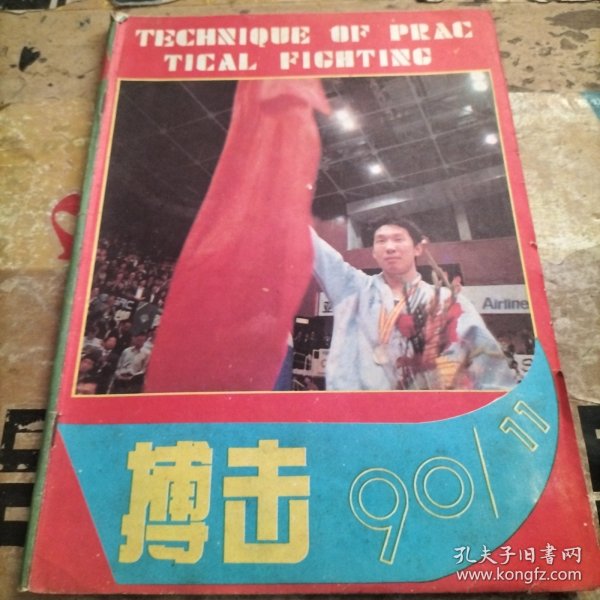 TECHNIQUE OF PRAC
TICAL FIGHTING
Airline
搏击
90/11
孔夫子旧书网
www.kongfz.com